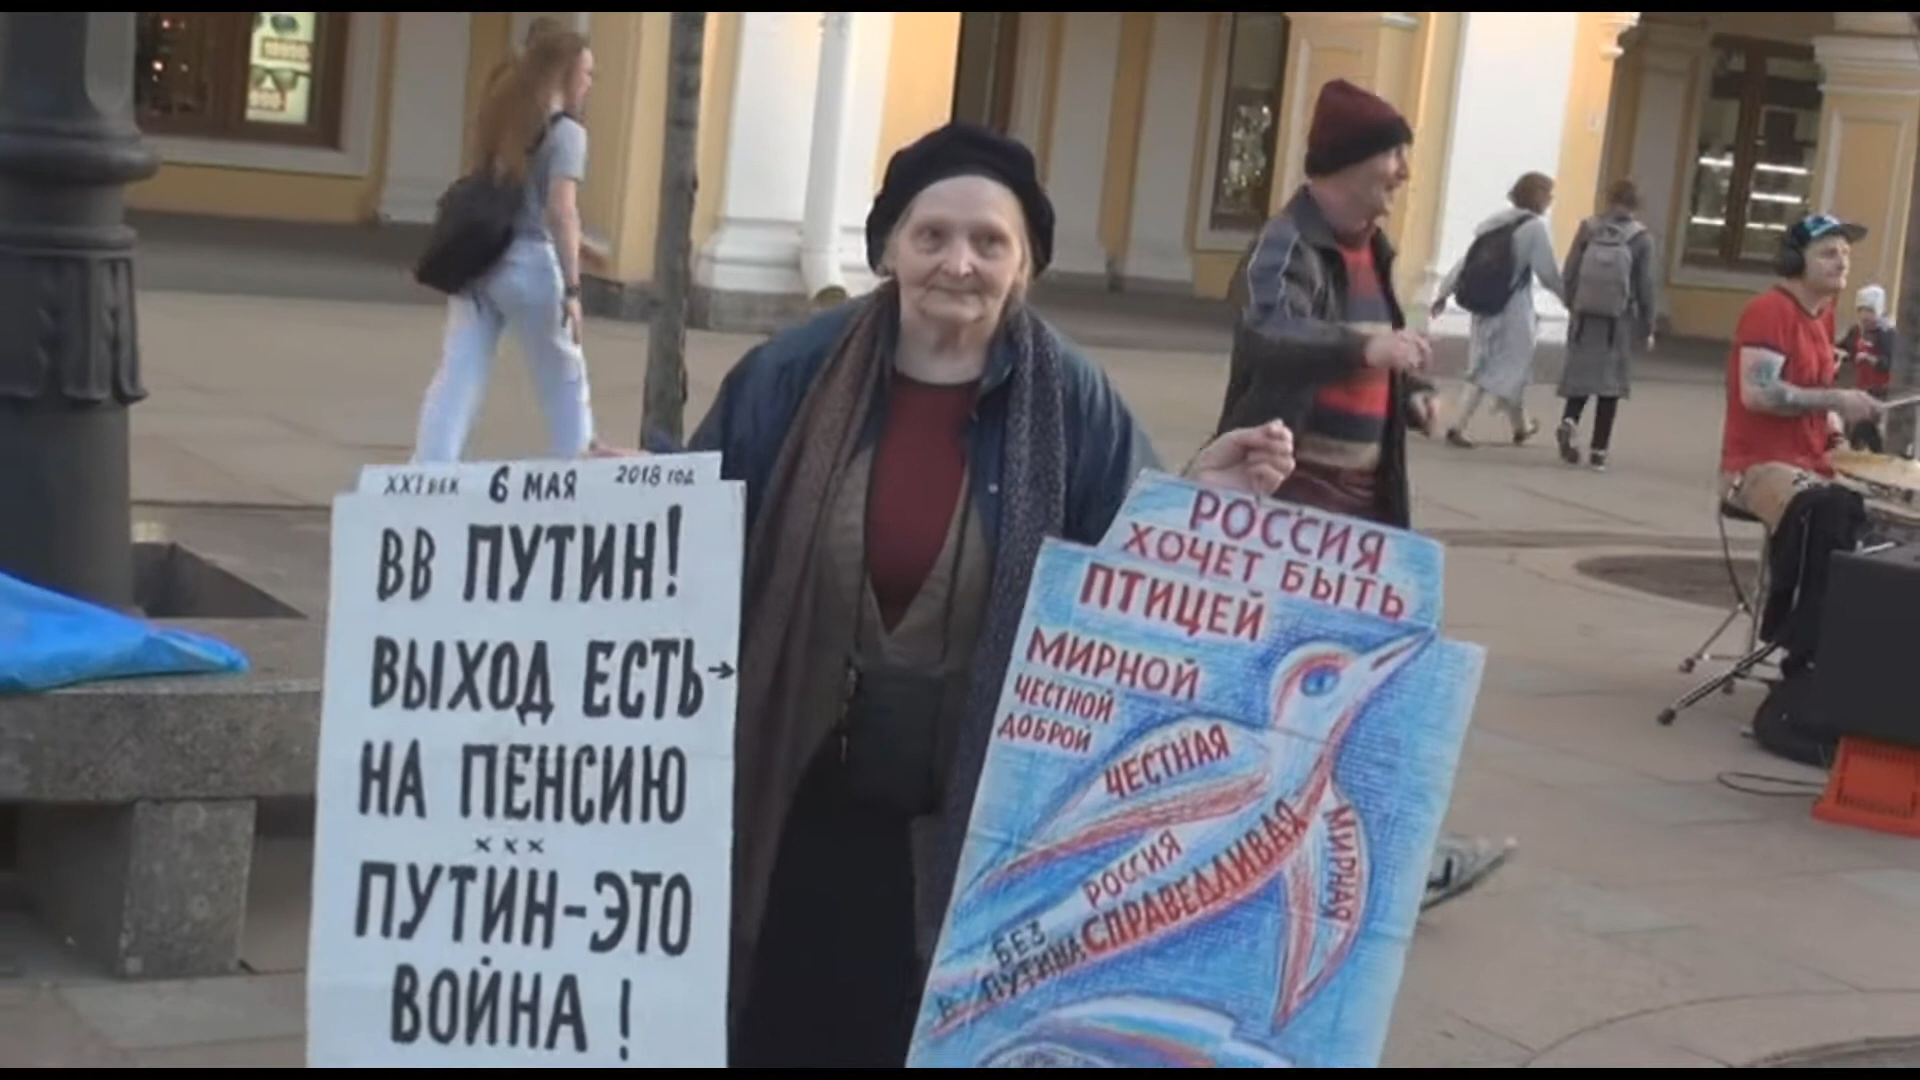 XXI ВЕК 6 МАЯ 2018 ГОД
ВВ ПУТИН!
ВЫХОД ЕСТЬ→
НА ПЕНСИЮ
х х х
ПУТИН-ЭТО
ВОЙНА!
РОССИЯ
ХОЧЕТ БЫТЬ
ПТИЦЕЙ
МИРНОЙ
ЧЕСТНОЙ
ДОБРОЙ
ЧЕСТНАЯ
РОССИЯ
СПРАВЕДЛИВАЯ
МИРНАЯ
БЕЗ
ПУТИНА